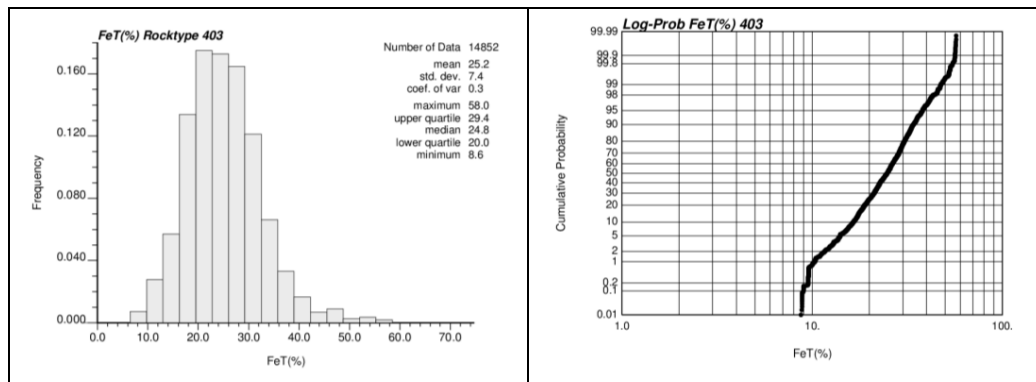 FeT(%) Rocktype 403
Number of Data 14852
mean 25.2
std. dev. 7.4
coef. of var 0.3
maximum 58.0
upper quartile 29.4
median 24.8
lower quartile 20.0
minimum 8.6
Frequency
0.160
0.120
0.080
0.040
0.000
0.0 10.0 20.0 30.0 40.0 50.0 60.0 70.0
FeT(%)
Log-Prob FeT(%) 403
Cumulative Probability
99.99
99.9
99.8
99
98
95
90
80
70
60
50
40
30
20
10
5
2
1
0.2
0.1
0.01
1.0 10. 100.
FeT(%)